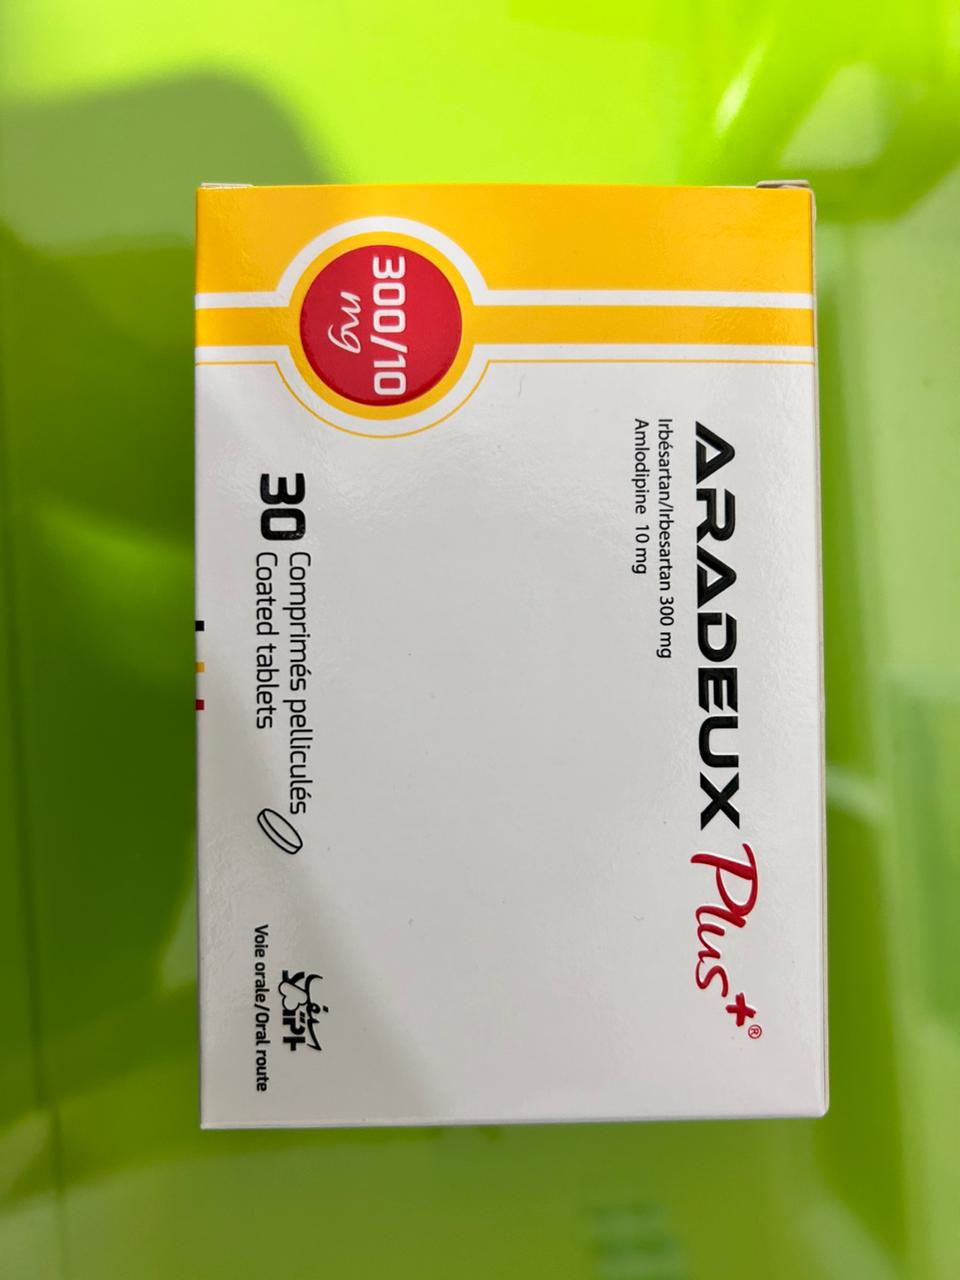 ARADEUX Plus+®
Irbésartan/Irbesartan 300 mg
Amlodipine 10 mg
300/10
mg
30 Comprimés pelliculés
Coated tablets
سيف
Voie orale/Oral route